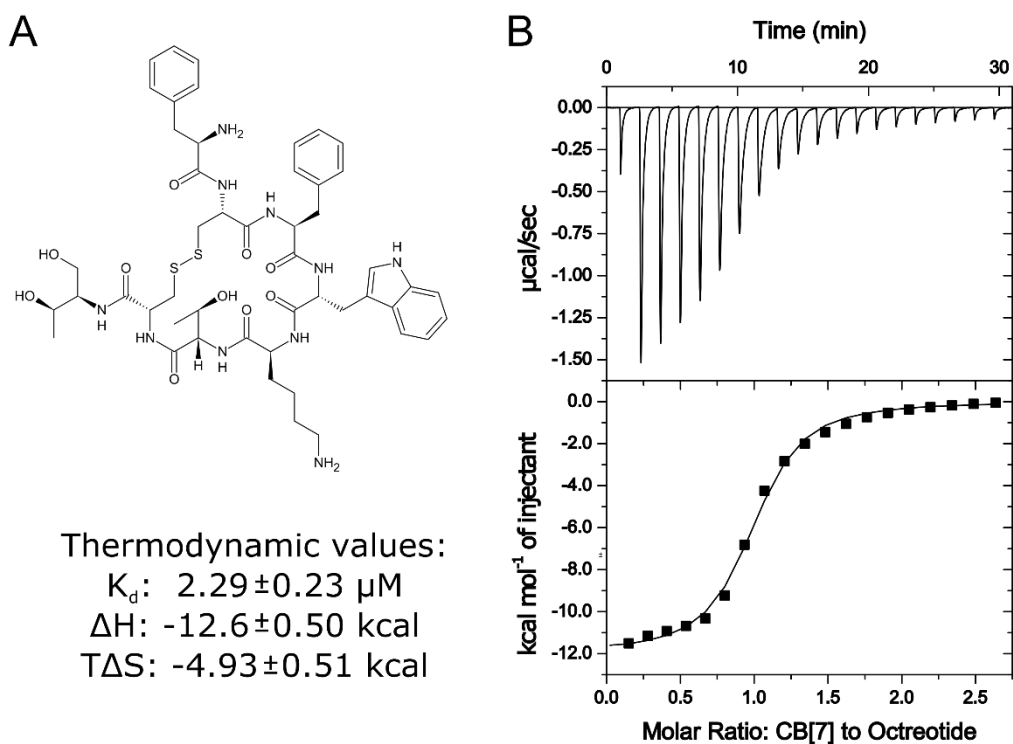 A
NH₂
O
NH
H
N
O
N
H
O
NH
HO
O
S
S
HO
N
H
O
NH
O
OH
O
N
H
O
NH
H
NH₂
Thermodynamic values:
K_d: 2.29±0.23 µM
ΔH: -12.6±0.50 kcal
TΔS: -4.93±0.51 kcal
B
Time (min)
0 10 20 30
0.00
-0.25
-0.50
-0.75
-1.00
-1.25
-1.50
µcal/sec
0.0
-2.0
-4.0
-6.0
-8.0
-10.0
-12.0
kcal mol⁻¹ of injectant
0.0 0.5 1.0 1.5 2.0 2.5
Molar Ratio: CB[7] to Octreotide